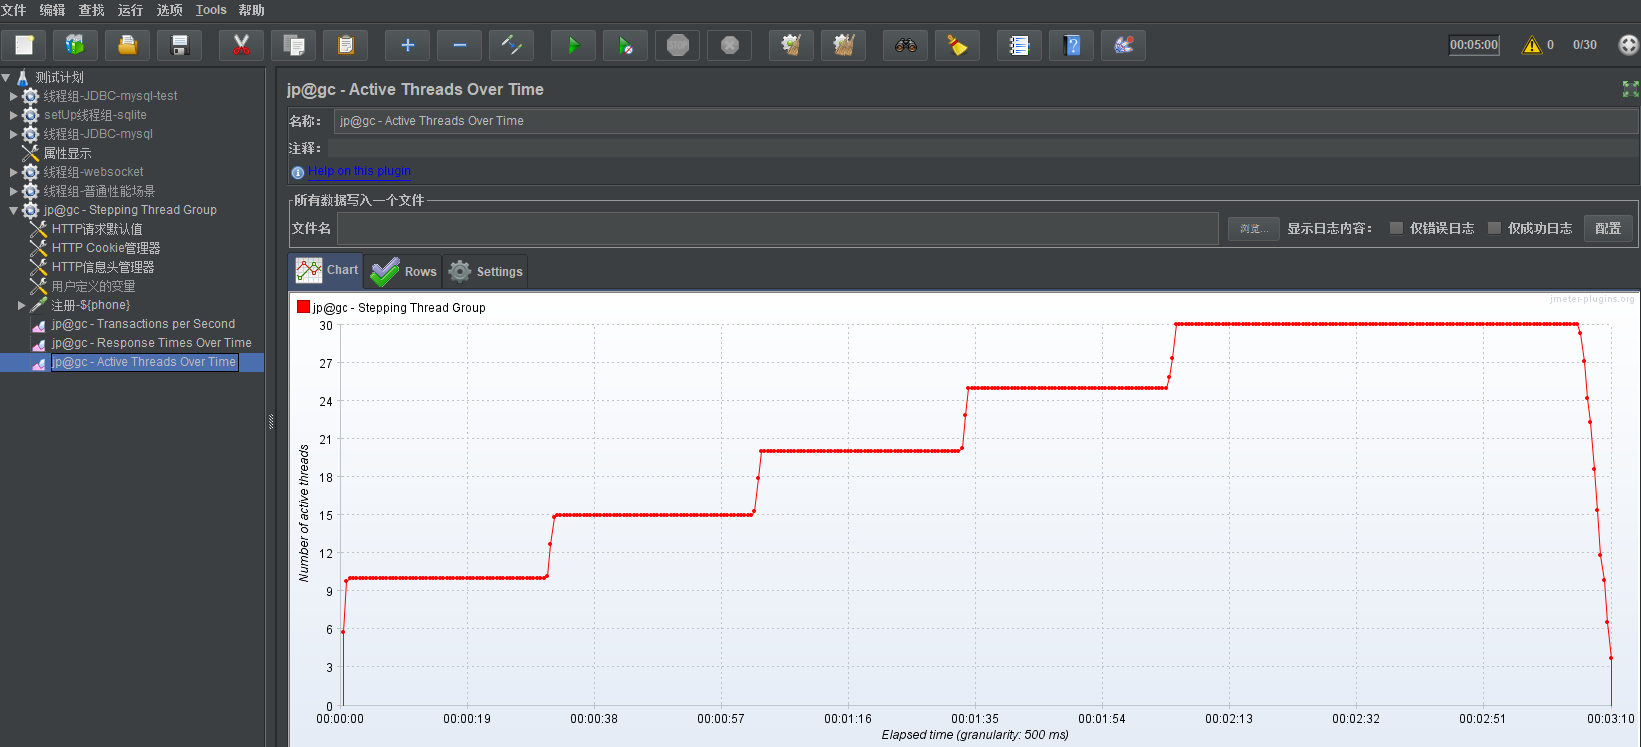 文件 编辑 查找 运行 选项 Tools 帮助
STOP
00:05:00 0 0/30
测试计划
线程组-JDBC-mysql-test
setUp线程组-sqlite
线程组-JDBC-mysql
属性显示
线程组-websocket
线程组-普通性能场景
jp@gc - Stepping Thread Group
HTTP请求默认值
HTTP Cookie管理器
HTTP信息头管理器
用户定义的变量
注册-${phone}
jp@gc - Transactions per Second
jp@gc - Response Times Over Time
jp@gc - Active Threads Over Time
jp@gc - Active Threads Over Time
名称： jp@gc - Active Threads Over Time
注释：
Help on this plugin
所有数据写入一个文件
文件名 浏览... 显示日志内容： 仅错误日志 仅成功日志 配置
Chart Rows Settings
jmeter-plugins.org
jp@gc - Stepping Thread Group
30
27
24
21
18
15
12
9
6
3
0
Number of active threads
00:00:00 00:00:19 00:00:38 00:00:57 00:01:16 00:01:35 00:01:54 00:02:13 00:02:32 00:02:51 00:03:10
Elapsed time (granularity: 500 ms)